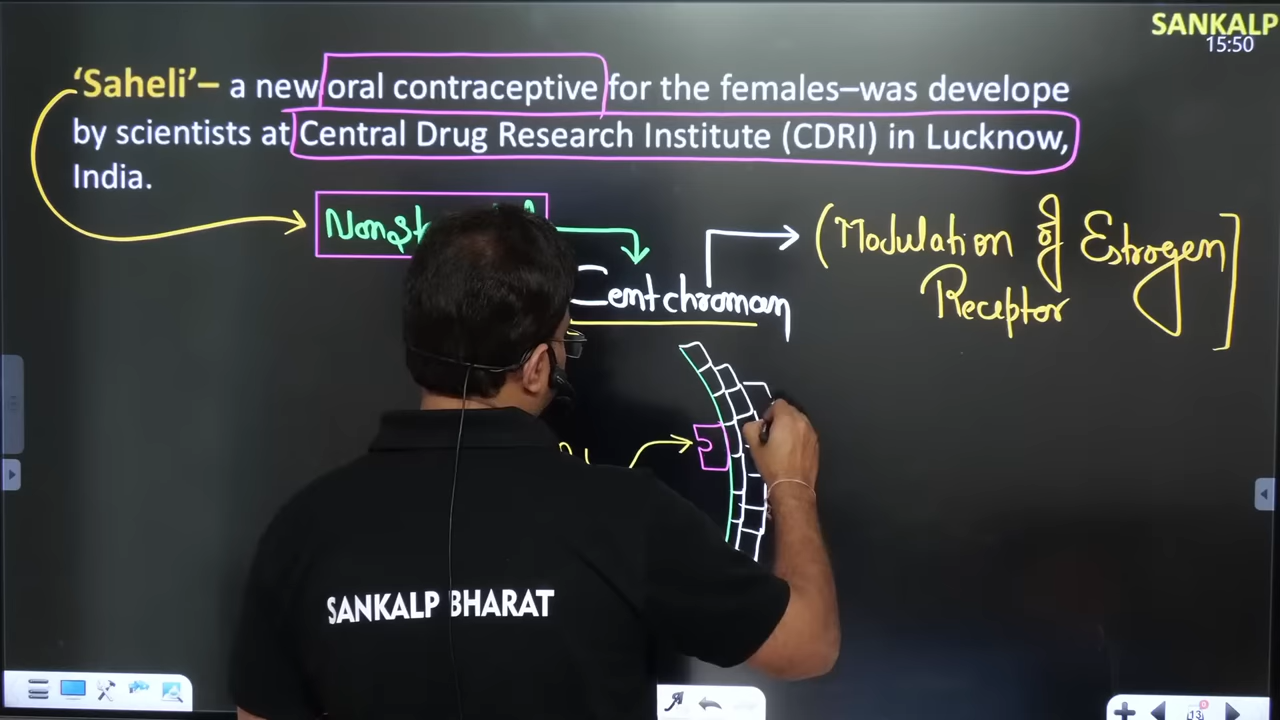 SANKALP
15:50
‘Saheli’– a new oral contraceptive for the females–was develope
by scientists at Central Drug Research Institute (CDRI) in Lucknow,
India.
(Modulation of Estrogen
Receptor]
Centchroman
SANKALP BHARAT
13